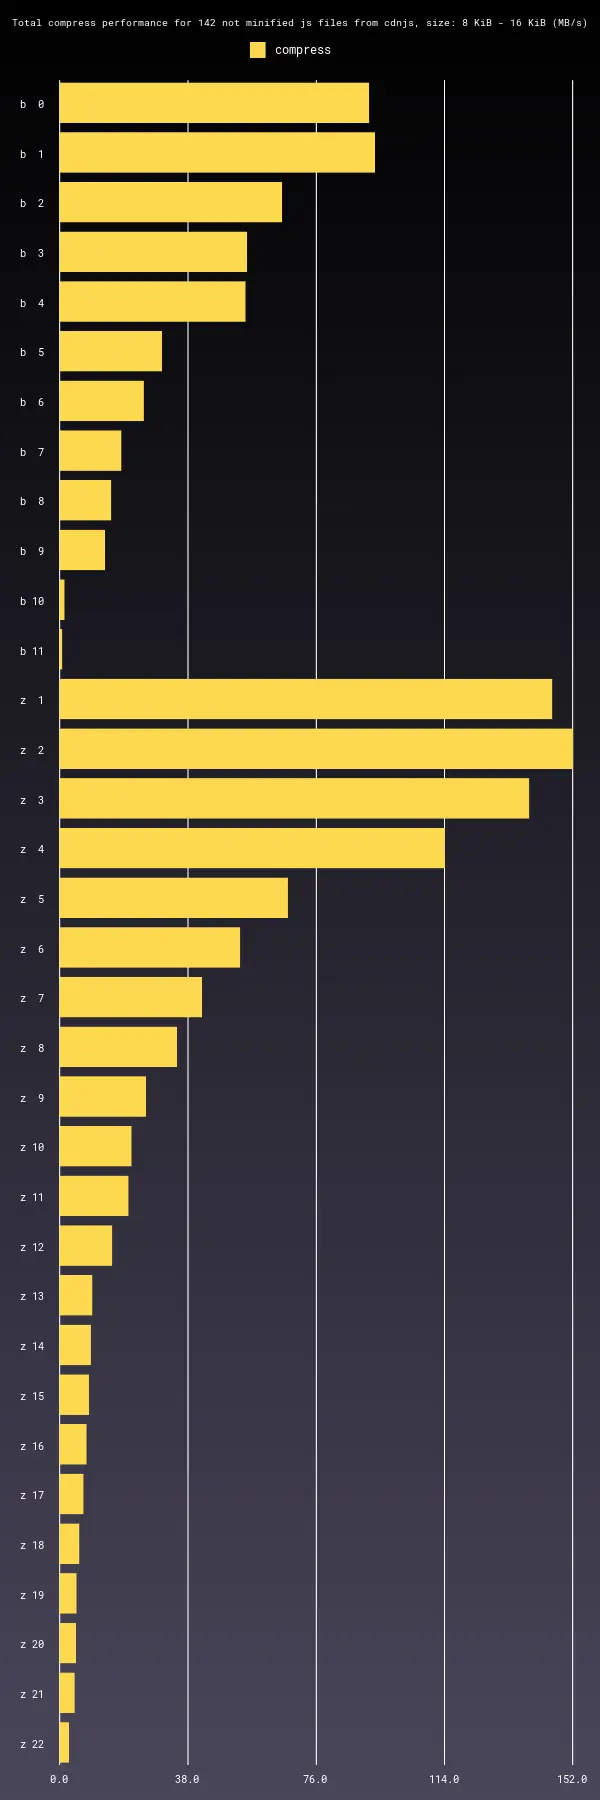 Total compress performance for 142 not minified js files from cdnjs, size: 8 KiB - 16 KiB (MB/s)
compress
b 0
b 1
b 2
b 3
b 4
b 5
b 6
b 7
b 8
b 9
b 10
b 11
z 1
z 2
z 3
z 4
z 5
z 6
z 7
z 8
z 9
z 10
z 11
z 12
z 13
z 14
z 15
z 16
z 17
z 18
z 19
z 20
z 21
z 22
0.0 38.0 76.0 114.0 152.0